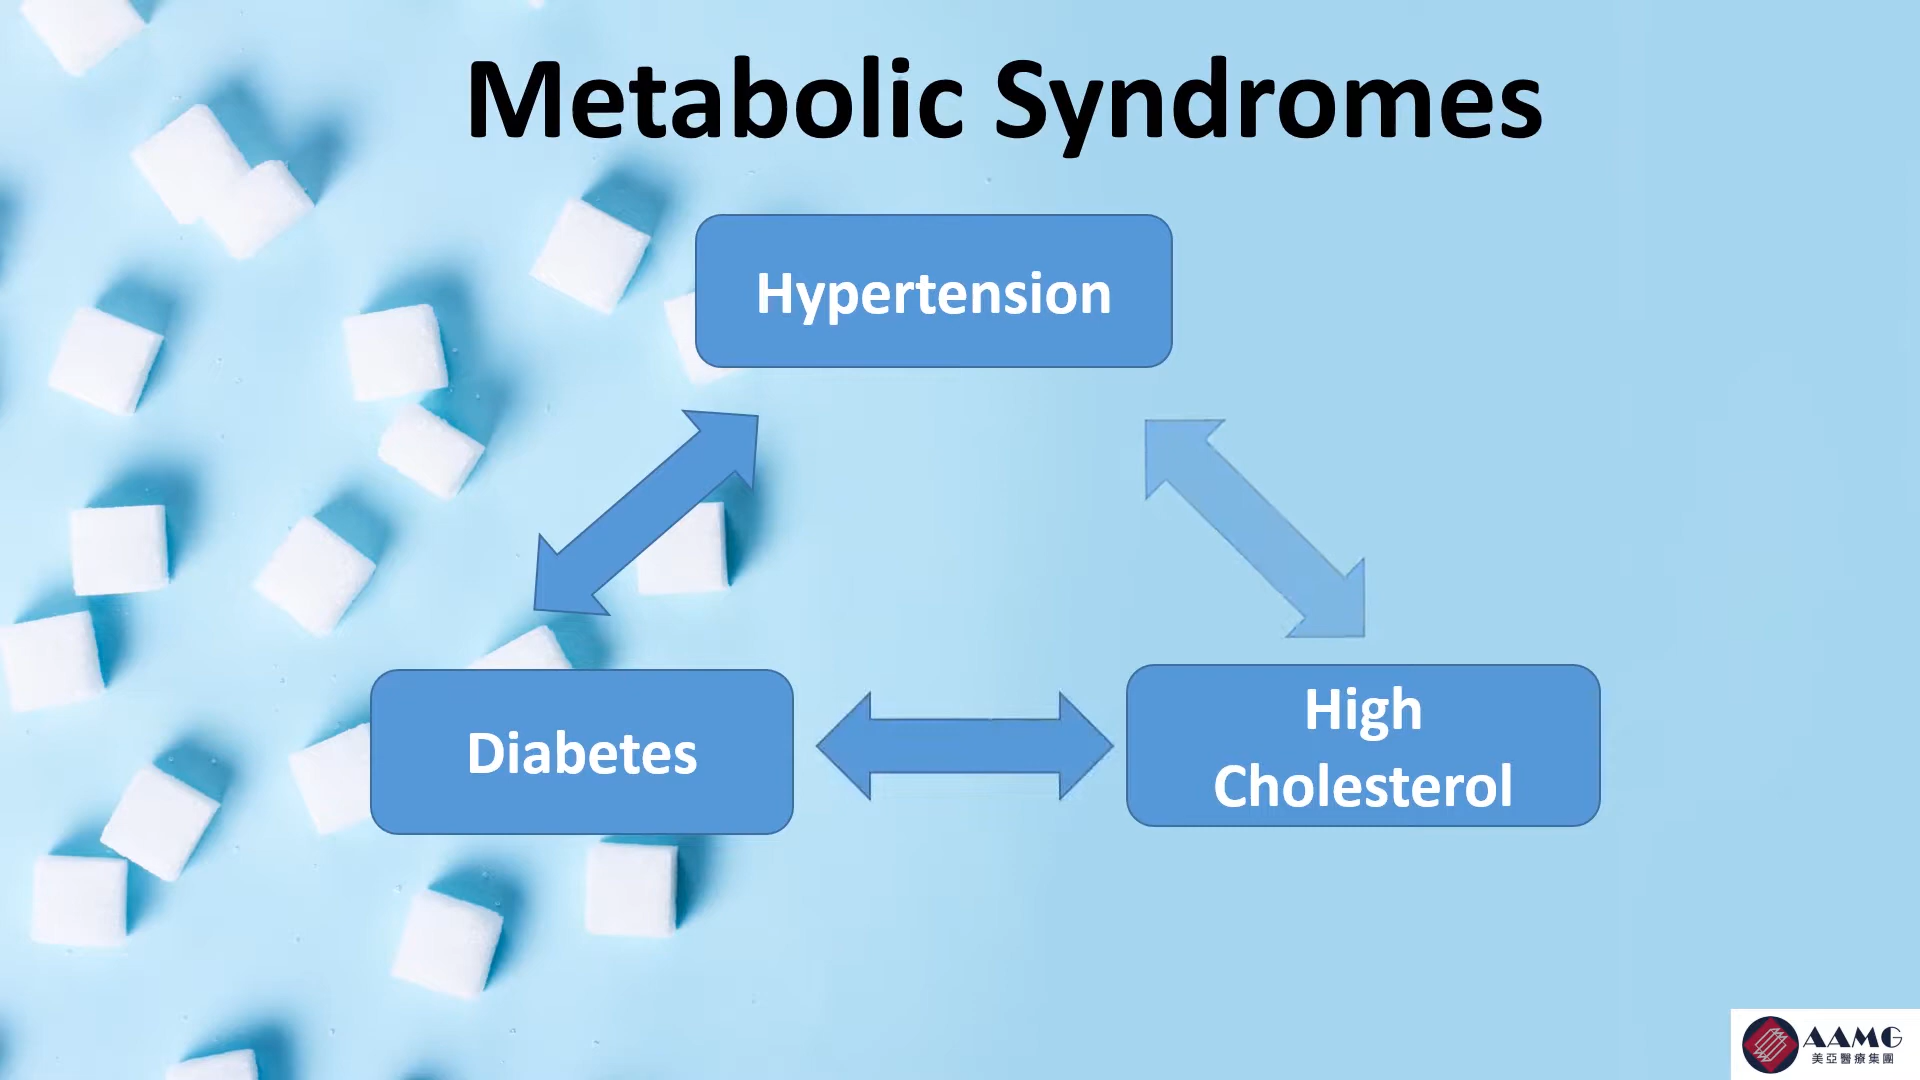 Metabolic Syndromes
Hypertension
Diabetes
High
Cholesterol
AAMG
美亞醫療集團